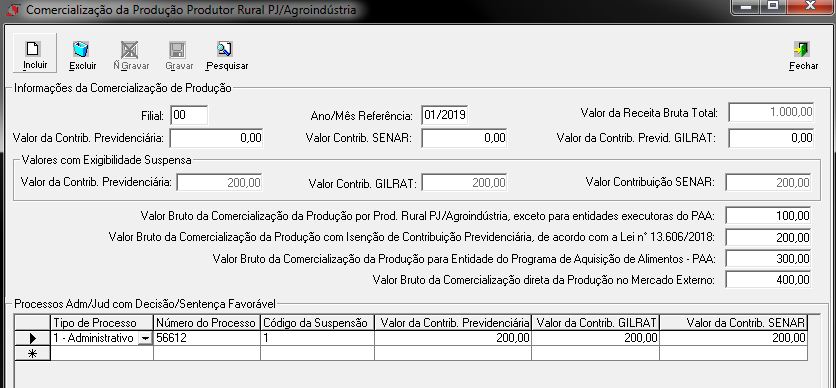 Comercialização da Produção Produtor Rural PJ/Agroindústria
Incluir Excluir Ñ Gravar Gravar Pesquisar Fechar
Informações da Comercialização de Produção
Filial: 00 Ano/Mês Referência: 01/2019 Valor da Receita Bruta Total: 1.000,00
Valor da Contrib. Previdenciária: 0,00 Valor Contrib. SENAR: 0,00 Valor da Contrib. Previd. GILRAT: 0,00
Valores com Exigibilidade Suspensa
Valor da Contrib. Previdenciária: 200,00 Valor Contrib. GILRAT: 200,00 Valor Contribuição SENAR: 200,00
Valor Bruto da Comercialização da Produção por Prod. Rural PJ/Agroindústria, exceto para entidades executoras do PAA: 100,00
Valor Bruto da Comercialização da Produção com Isenção de Contribuição Previdenciária, de acordo com a Lei n° 13.606/2018: 200,00
Valor Bruto da Comercialização da Produção para Entidade do Programa de Aquisição de Alimentos - PAA: 300,00
Valor Bruto da Comercialização direta da Produção no Mercado Externo: 400,00
Processos Adm/Jud com Decisão/Sentença Favorável
Tipo de Processo Número do Processo Código da Suspensão Valor da Contrib. Previdenciária Valor da Contrib. GILRAT Valor da Contrib. SENAR
1 - Administrativo 56612 1 200,00 200,00 200,00